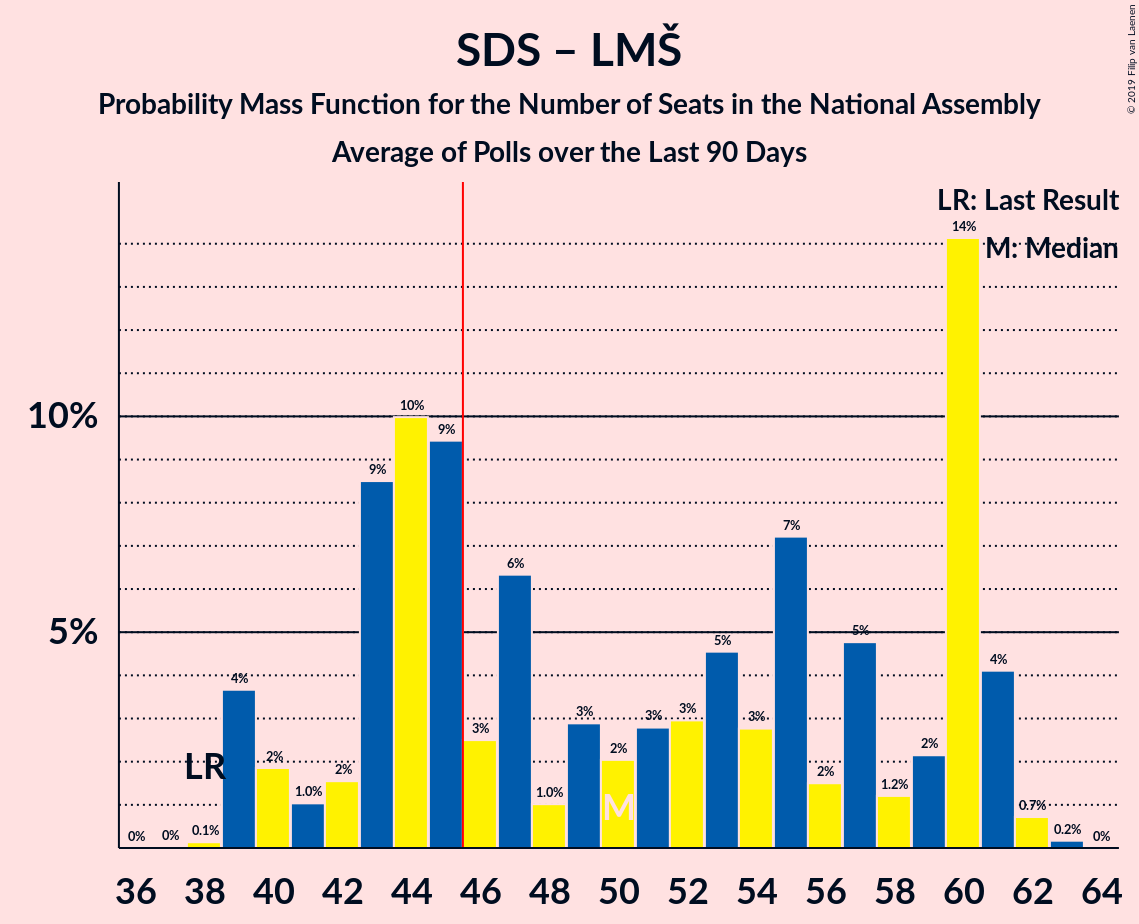 SDS – LMŠ
Probability Mass Function for the Number of Seats in the National Assembly
Average of Polls over the Last 90 Days
© 2019 Filip van Laenen
LR: Last Result
M: Median
10%
5%
0% 0% 0.1% 4% 2% 1.0% 2% 9% 10% 9% 3% 6% 1.0% 3% 2% 3% 3% 5% 3% 7% 2% 5% 1.2% 2% 14% 4% 0.7% 0.2% 0%
LR
M
36 38 40 42 44 46 48 50 52 54 56 58 60 62 64